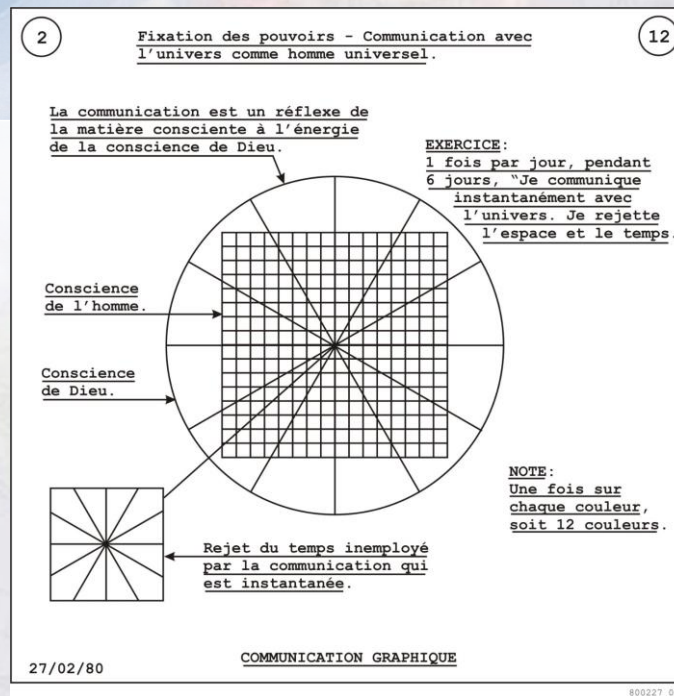 2
Fixation des pouvoirs - Communication avec
l'univers comme homme universel.
12
La communication est un réflexe de
la matière consciente à l'énergie
de la conscience de Dieu.
EXERCICE:
1 fois par jour, pendant
6 jours, "Je communique
instantanément avec
l'univers. Je rejette
l'espace et le temps.
Conscience
de l'homme.
Conscience
de Dieu.
NOTE:
Une fois sur
chaque couleur,
soit 12 couleurs.
Rejet du temps inemployé
par la communication qui
est instantanée.
COMMUNICATION GRAPHIQUE
27/02/80
800227 0